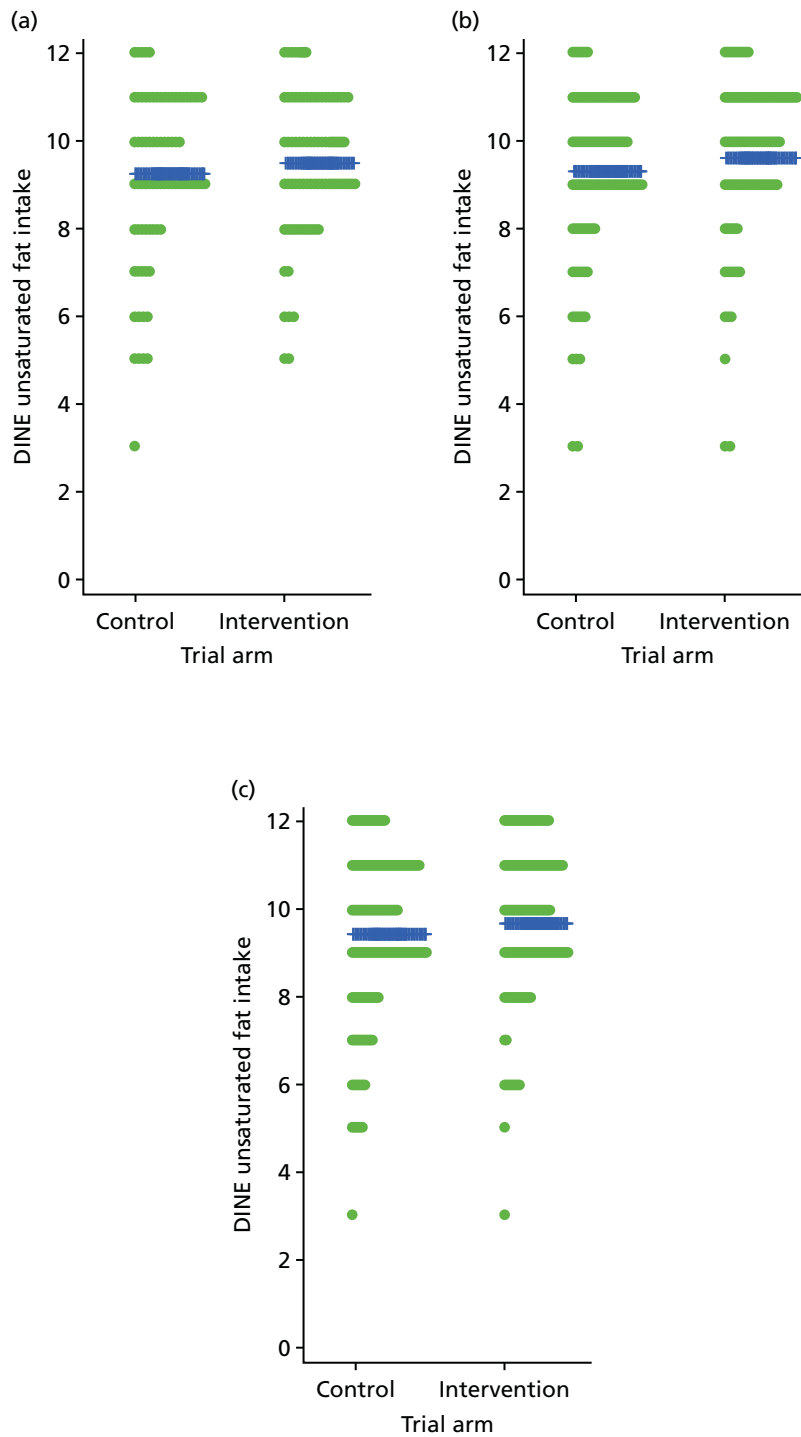 (a)
12
10
8
6
4
2
0
DINE unsaturated fat intake
Control Intervention
Trial arm
(b)
12
10
8
6
4
2
0
DINE unsaturated fat intake
Control Intervention
Trial arm
(c)
12
10
8
6
4
2
0
DINE unsaturated fat intake
Control Intervention
Trial arm